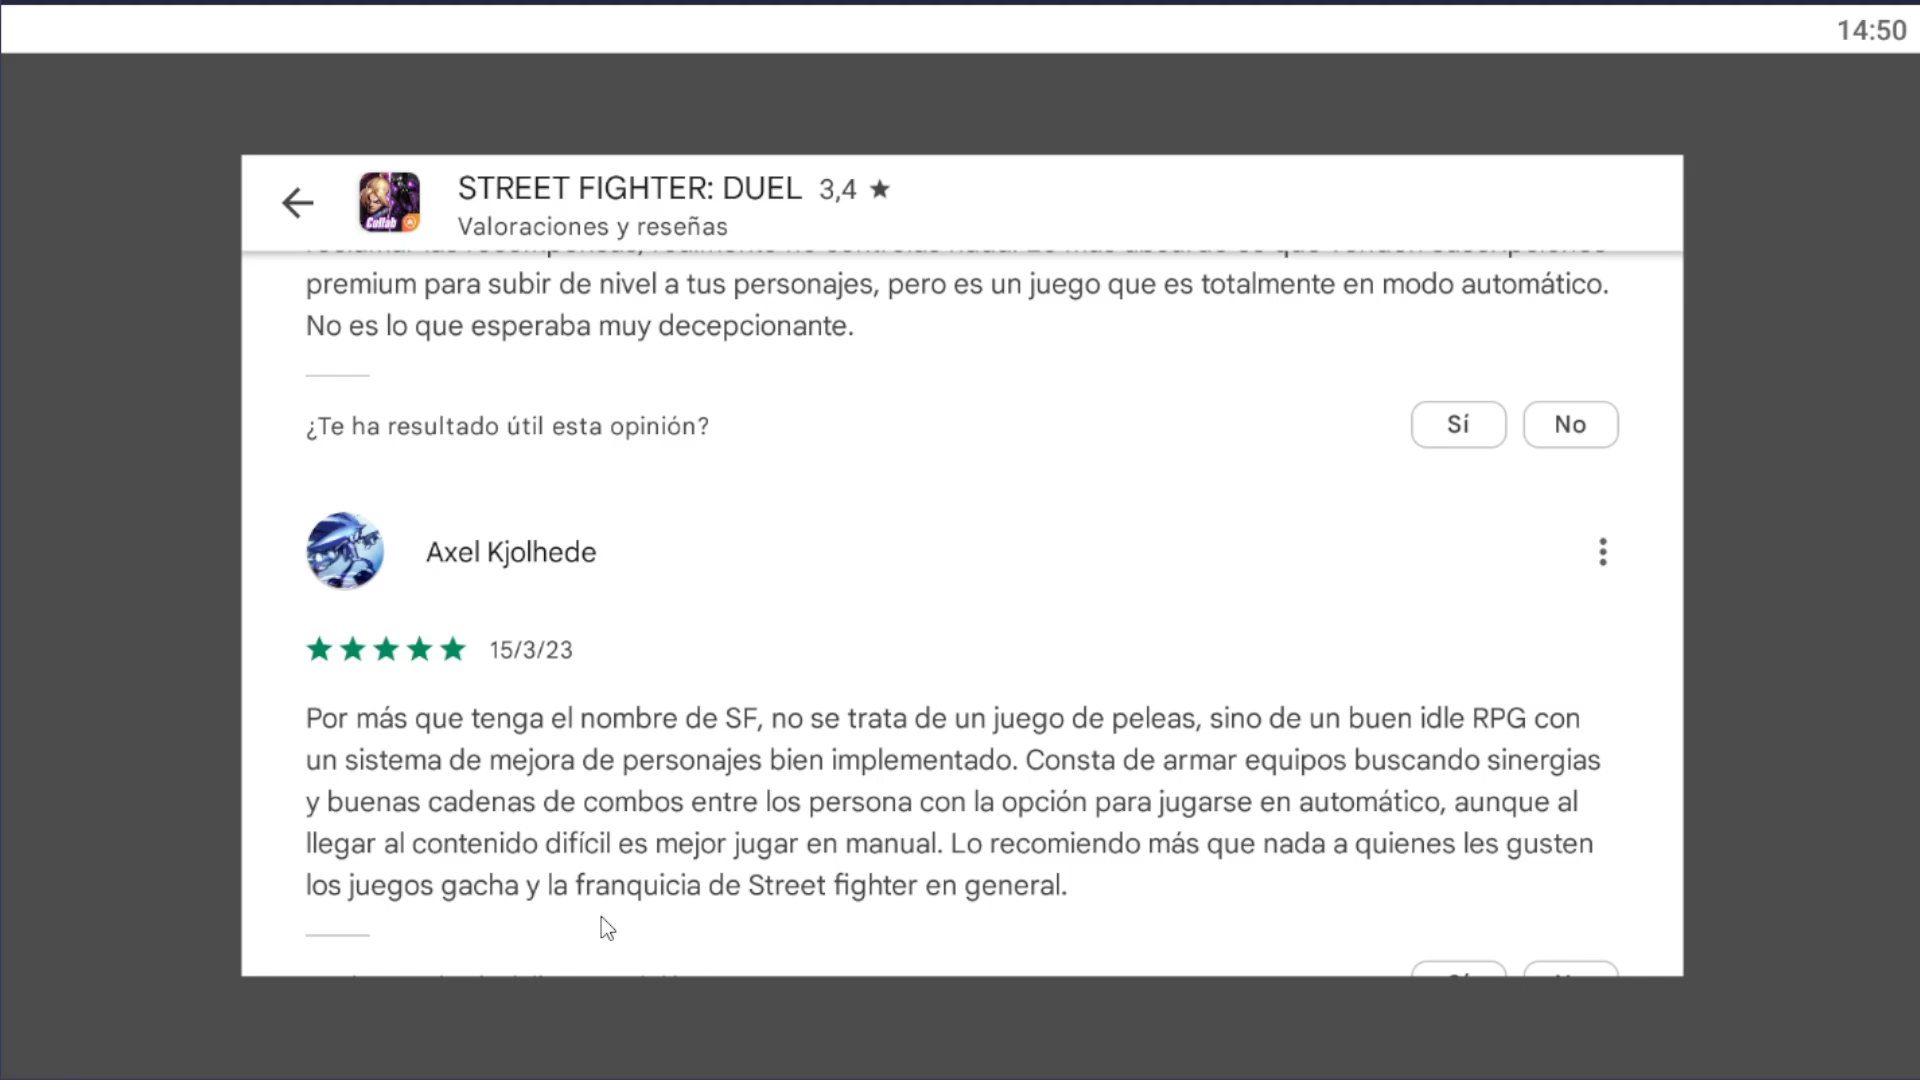 14:50
STREET FIGHTER: DUEL 3,4 ★
Valoraciones y reseñas
premium para subir de nivel a tus personajes, pero es un juego que es totalmente en modo automático.
No es lo que esperaba muy decepcionante.
¿Te ha resultado útil esta opinión?
Sí No
Axel Kjolhede
15/3/23
Por más que tenga el nombre de SF, no se trata de un juego de peleas, sino de un buen idle RPG con
un sistema de mejora de personajes bien implementado. Consta de armar equipos buscando sinergias
y buenas cadenas de combos entre los persona con la opción para jugarse en automático, aunque al
llegar al contenido difícil es mejor jugar en manual. Lo recomiendo más que nada a quienes les gusten
los juegos gacha y la franquicia de Street fighter en general.